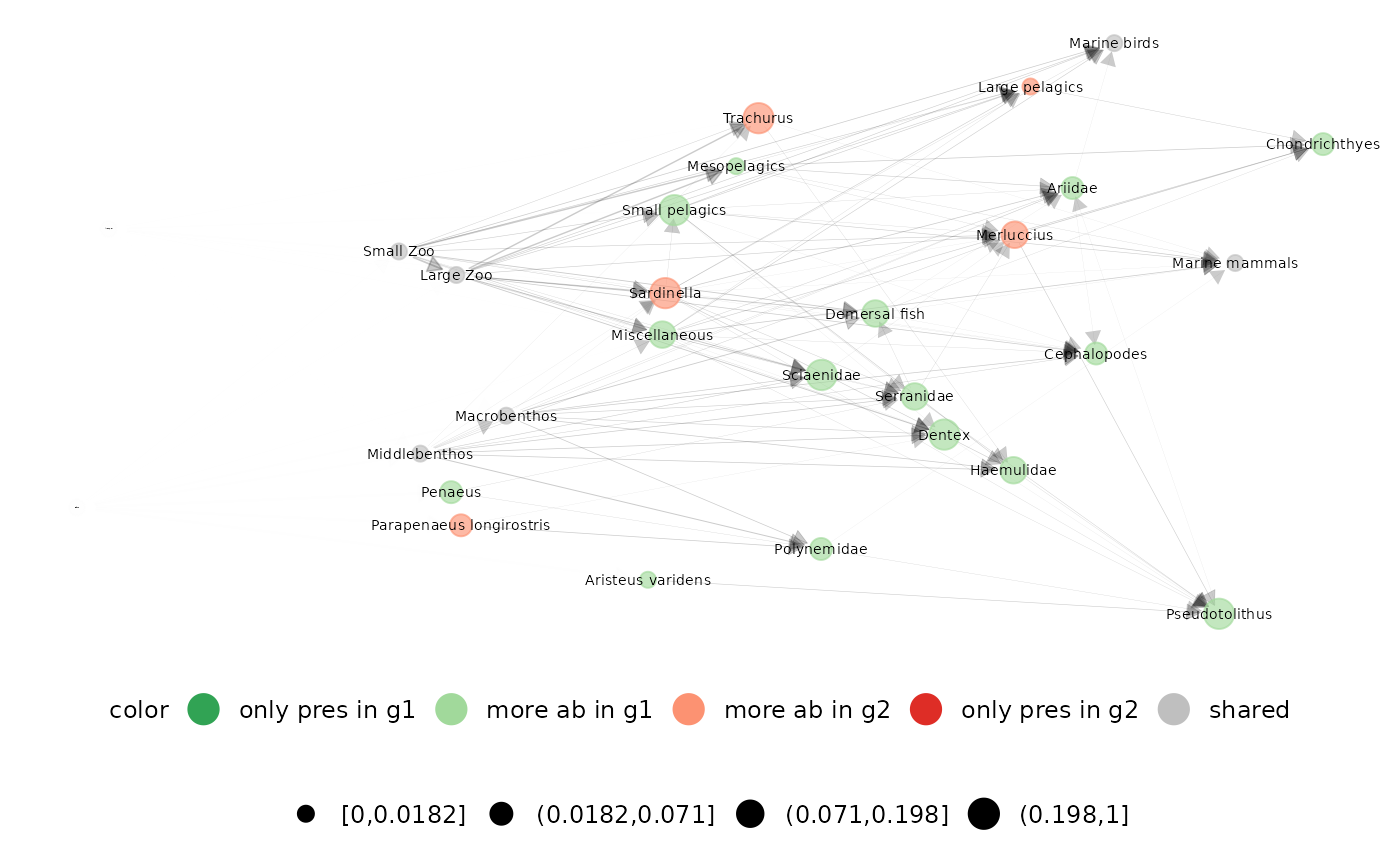 Marine birds
Large pelagics
Trachurus
Chondrichthyes
Mesopelagics
Ariidae
Small pelagics
Merluccius
Small Zoo
Marine mammals
Large Zoo
Sardinella
Demersal fish
Miscellaneous
Cephalopodes
Sciaenidae
Serranidae
Macrobenthos
Dentex
Middlebenthos
Haemulidae
Penaeus
Parapenaeus longirostris
Polynemidae
Aristeus varidens
Pseudotolithus
color only pres in g1 more ab in g1 more ab in g2 only pres in g2 shared
[0,0.0182] (0.0182,0.071] (0.071,0.198] (0.198,1]